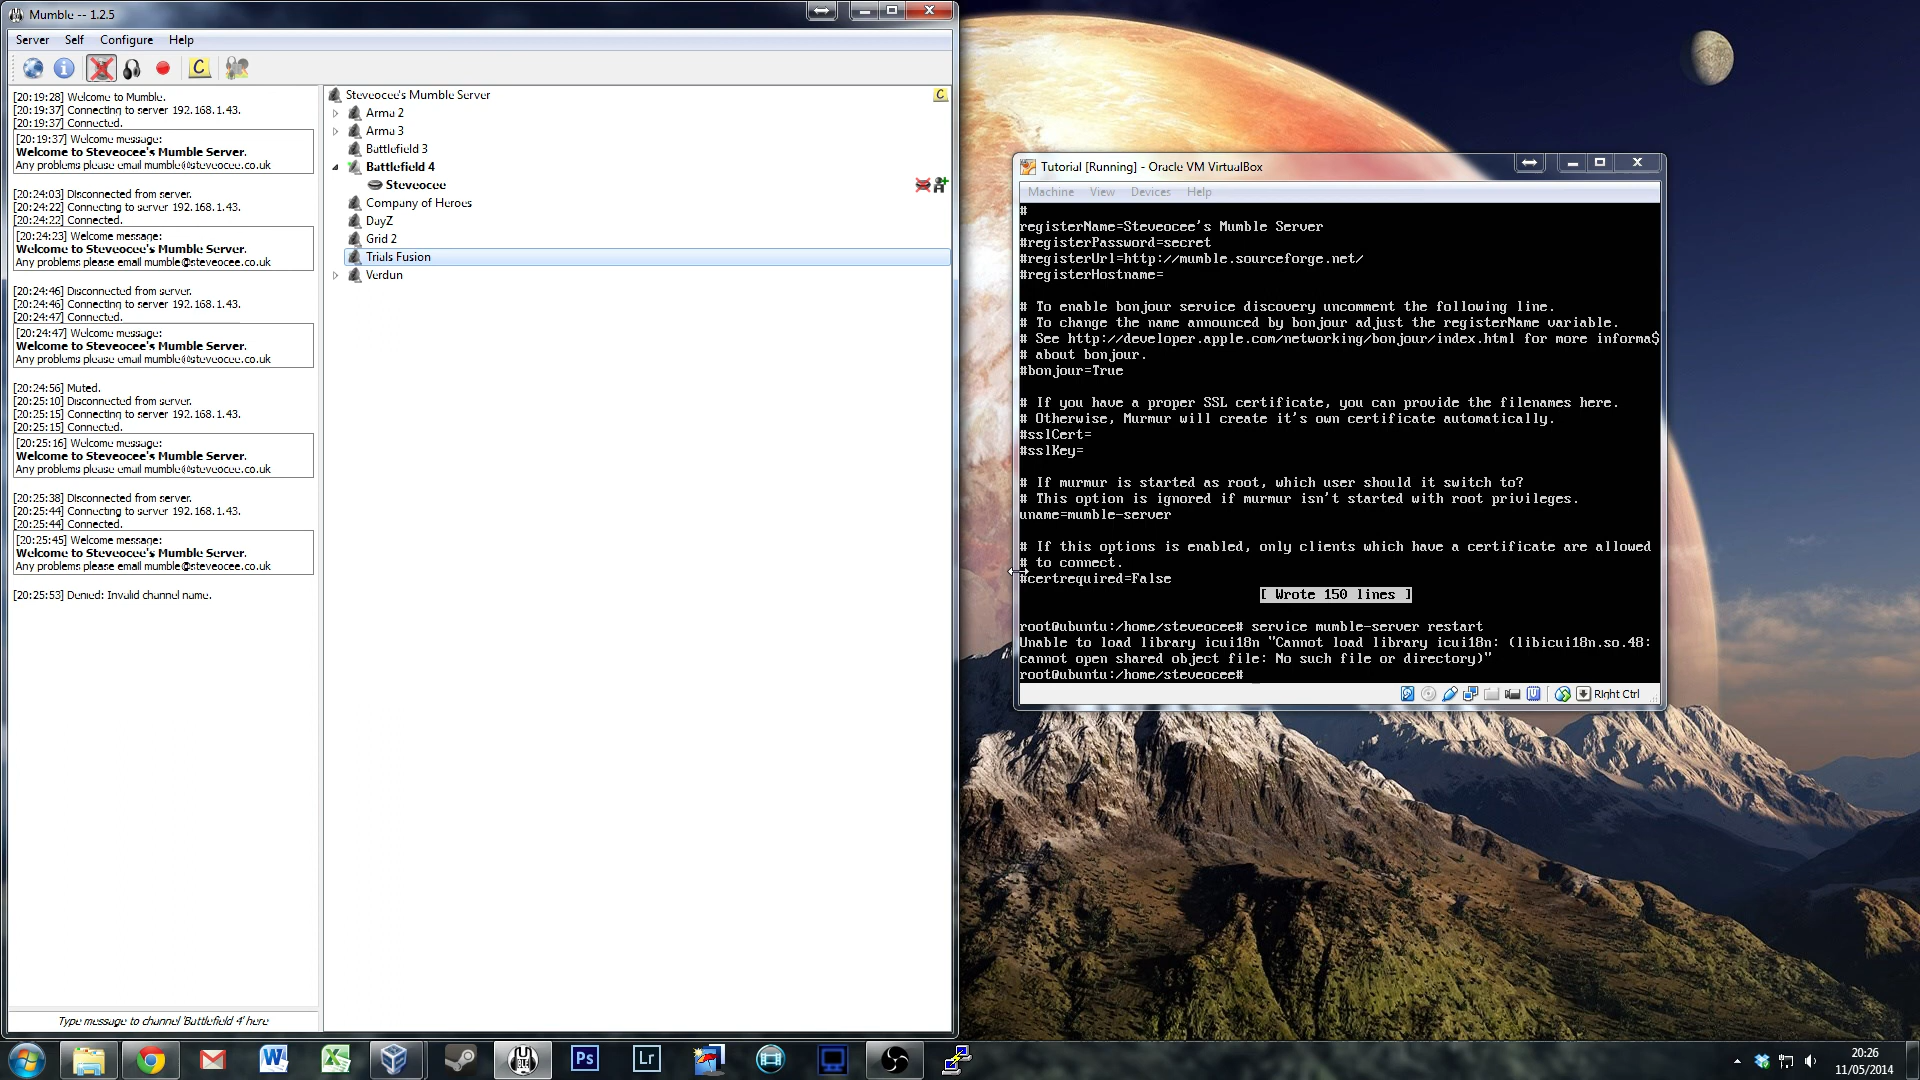 Mumble -- 1.2.5
Server Self Configure Help
[20:19:28] Welcome to Mumble.
[20:19:37] Connecting to server 192.168.1.43.
[20:19:37] Connected.
[20:19:37] Welcome message:
Welcome to Steveocee's Mumble Server.
Any problems please email mumble@steveocee.co.uk
[20:24:03] Disconnected from server.
[20:24:22] Connecting to server 192.168.1.43.
[20:24:22] Connected.
[20:24:23] Welcome message:
Welcome to Steveocee's Mumble Server.
Any problems please email mumble@steveocee.co.uk
[20:24:46] Disconnected from server.
[20:24:46] Connecting to server 192.168.1.43.
[20:24:47] Connected.
[20:24:47] Welcome message:
Welcome to Steveocee's Mumble Server.
Any problems please email mumble@steveocee.co.uk
[20:24:56] Muted.
[20:25:10] Disconnected from server.
[20:25:15] Connecting to server 192.168.1.43.
[20:25:15] Connected.
[20:25:16] Welcome message:
Welcome to Steveocee's Mumble Server.
Any problems please email mumble@steveocee.co.uk
[20:25:38] Disconnected from server.
[20:25:44] Connecting to server 192.168.1.43.
[20:25:44] Connected.
[20:25:45] Welcome message:
Welcome to Steveocee's Mumble Server.
Any problems please email mumble@steveocee.co.uk
[20:25:53] Denied: Invalid channel name.
Type message to channel 'Battlefield 4' here
Steveocee's Mumble Server
Arma 2
Arma 3
Battlefield 3
Battlefield 4
Steveocee
Company of Heroes
DayZ
Grid 2
Trials Fusion
Verdun
Tutorial [Running] - Oracle VM VirtualBox
Machine View Devices Help
#
registerName=Steveocee's Mumble Server
#registerPassword=secret
#registerUrl=http://mumble.sourceforge.net/
#registerHostname=
# To enable bonjour service discovery uncomment the following line.
# To change the name announced by bonjour adjust the registerName variable.
# See http://developer.apple.com/networking/bonjour/index.html for more informa$
# about bonjour.
#bonjour=True
# If you have a proper SSL certificate, you can provide the filenames here.
# Otherwise, Murmur will create it's own certificate automatically.
#sslCert=
#sslKey=
# If murmur is started as root, which user should it switch to?
# This option is ignored if murmur isn't started with root privileges.
uname=mumble-server
# If this options is enabled, only clients which have a certificate are allowed
# to connect.
#certrequired=False
[ Wrote 150 lines ]
root@ubuntu:/home/steveocee# service mumble-server restart
Unable to load library icui18n "Cannot load library icui18n: (libicui18n.so.48:
cannot open shared object file: No such file or directory)"
root@ubuntu:/home/steveocee#
Right Ctrl
Ps
Lr
20:26
11/05/2014